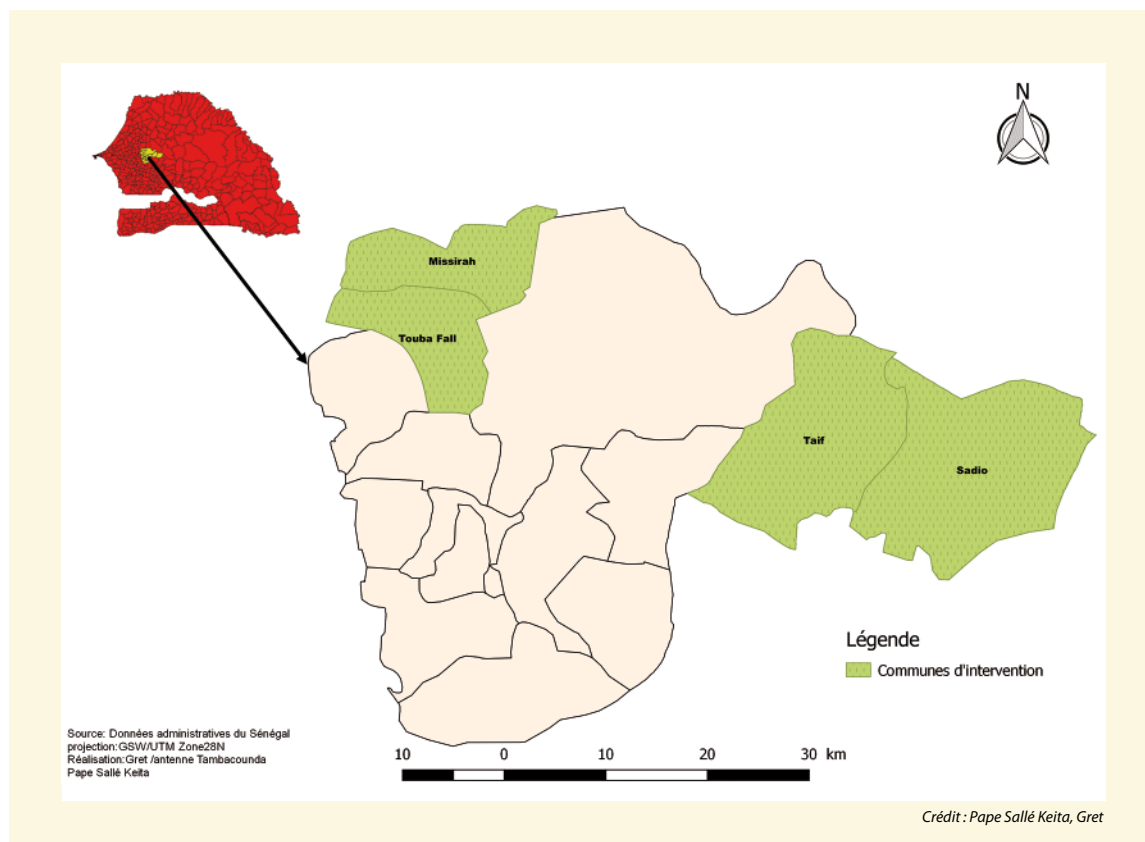 N
Missirah
Touba Fall
Taif
Sadio
Légende
Communes d'intervention
Source: Données administratives du Sénégal
projection:GSW/UTM Zone28N
Réalisation:Gret /antenne Tambacounda
Pape Sallé Keita
10 0 10 20 30 km
Crédit : Pape Sallé Keita, Gret